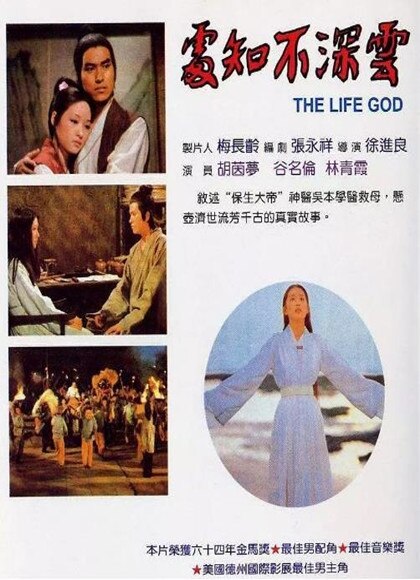 處知不深雲
THE LIFE GOD
製片人 梅長齡 編劇 張永祥 導演 徐進良
演員 胡茵夢 谷名倫 林青霞
敘述“保生大帝”神醫吳本學醫救母，懸
壺濟世流芳千古的真實故事。
本片榮獲六十四年金馬獎★最佳男配角★最佳音樂獎
★美國德州國際影展最佳男主角